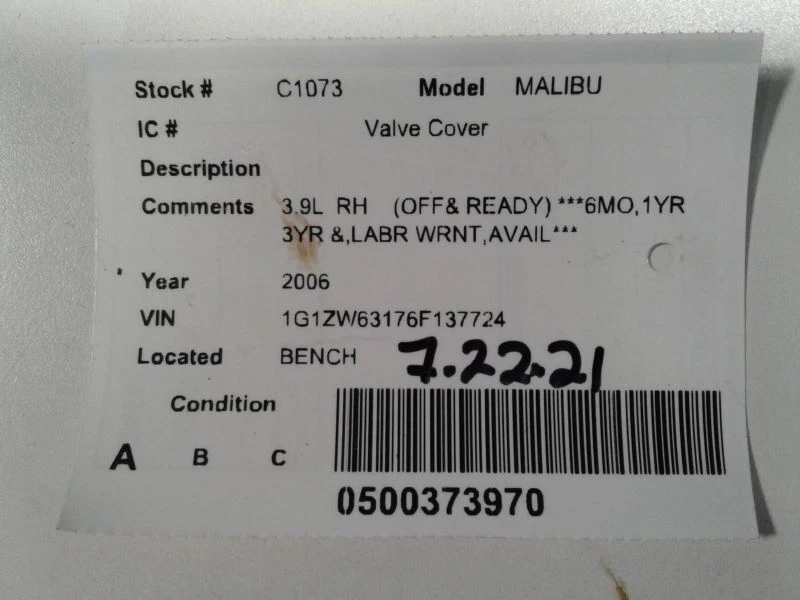 Stock # C1073 Model MALIBU
IC # Valve Cover
Description
Comments 3.9L RH (OFF& READY) ***6MO,1YR
3YR &,LABR WRNT,AVAIL***
Year 2006
VIN 1G1ZW63176F137724
Located BENCH 7.22.21
Condition
A B C
0500373970